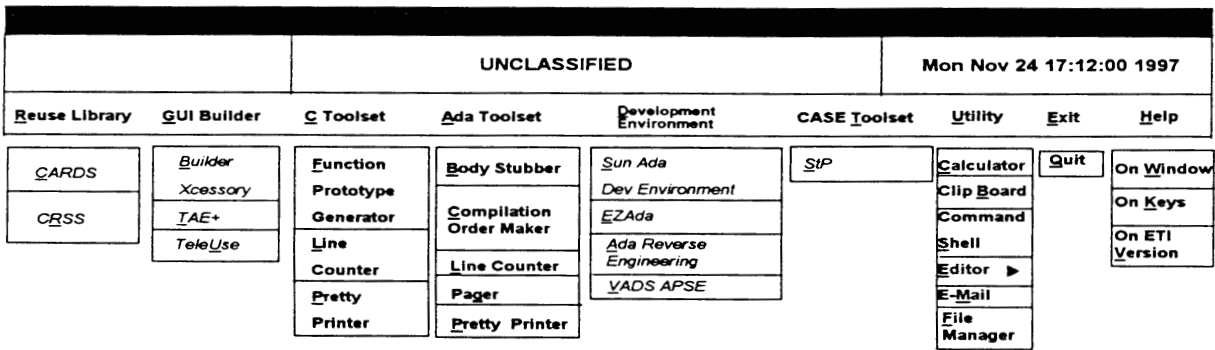 UNCLASSIFIED
Mon Nov 24 17:12:00 1997
Reuse Library
GUI Builder
C Toolset
Ada Toolset
Development
Environment
CASE Toolset
Utility
Exit
Help
CARDS
CRSS
Builder
Xcessory
TAE+
TeleUse
Function
Prototype
Generator
Line
Counter
Pretty
Printer
Body Stubber
Compilation
Order Maker
Line Counter
Pager
Pretty Printer
Sun Ada
Dev Environment
EZAda
Ada Reverse
Engineering
VADS APSE
StP
Calculator
Clip Board
Command
Shell
Editor ►
E-Mail
File
Manager
Quit
On Window
On Keys
On ETI
Version